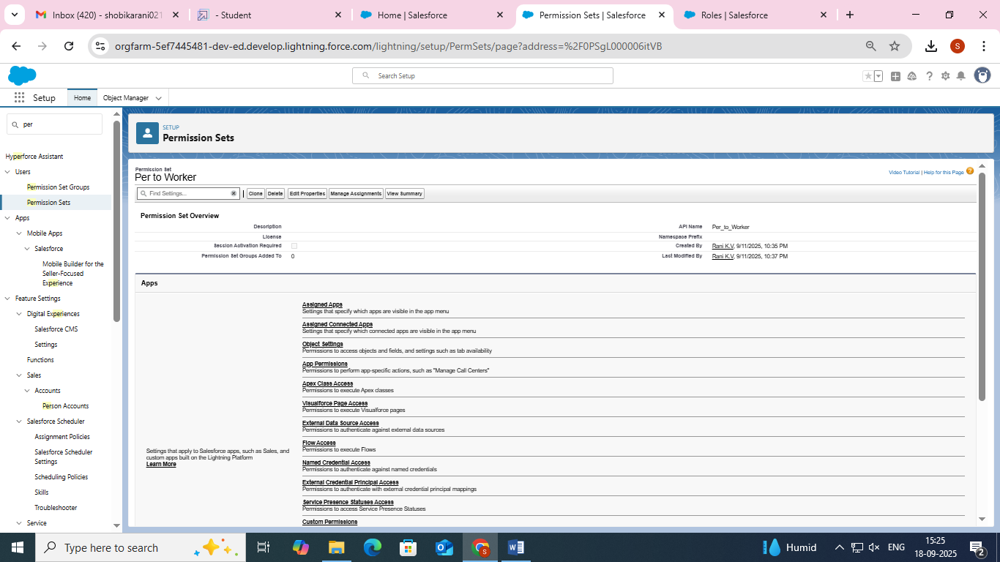 Inbox (420) - shobikarani021
- Student
Home | Salesforce
Permission Sets | Salesforce
Roles | Salesforce
orgfarm-5ef7445481-dev-ed.develop.lightning.force.com/lightning/setup/PermSets/page?address=%2F0PSgL000006itVB
S
Search Setup
Setup
Home
Object Manager
per
Hyperforce Assistant
Users
Permission Set Groups
Permission Sets
Apps
Mobile Apps
Salesforce
Mobile Builder for the
Seller-Focused
Experience
Feature Settings
Digital Experiences
Salesforce CMS
Settings
Functions
Sales
Accounts
Person Accounts
Salesforce Scheduler
Assignment Policies
Salesforce Scheduler
Settings
Scheduling Policies
Skills
Troubleshooter
Service
SETUP
Permission Sets
Permission Set
Per to Worker
Video Tutorial | Help for this Page
Find Settings...
Clone
Delete
Edit Properties
Manage Assignments
View Summary
Permission Set Overview
Description
API Name Per_to_Worker
License
Namespace Prefix
Session Activation Required
Created By Rani K.V, 9/11/2025, 10:35 PM
Permission Set Groups Added To 0
Last Modified By Rani K.V, 9/11/2025, 10:37 PM
Apps
Settings that apply to Salesforce apps, such as Sales, and
custom apps built on the Lightning Platform
Learn More
Assigned Apps
Settings that specify which apps are visible in the app menu
Assigned Connected Apps
Settings that specify which connected apps are visible in the app menu
Object Settings
Permissions to access objects and fields, and settings such as tab availability
App Permissions
Permissions to perform app-specific actions, such as "Manage Call Centers"
Apex Class Access
Permissions to execute Apex classes
Visualforce Page Access
Permissions to execute Visualforce pages
External Data Source Access
Permissions to authenticate against external data sources
Flow Access
Permissions to execute Flows
Named Credential Access
Permissions to authenticate against named credentials
External Credential Principal Access
Permissions to authenticate with external credential principal mappings
Service Presence Statuses Access
Permissions to access Service Presence Statuses
Custom Permissions
Type here to search
Humid
ENG
15:25
18-09-2025
2